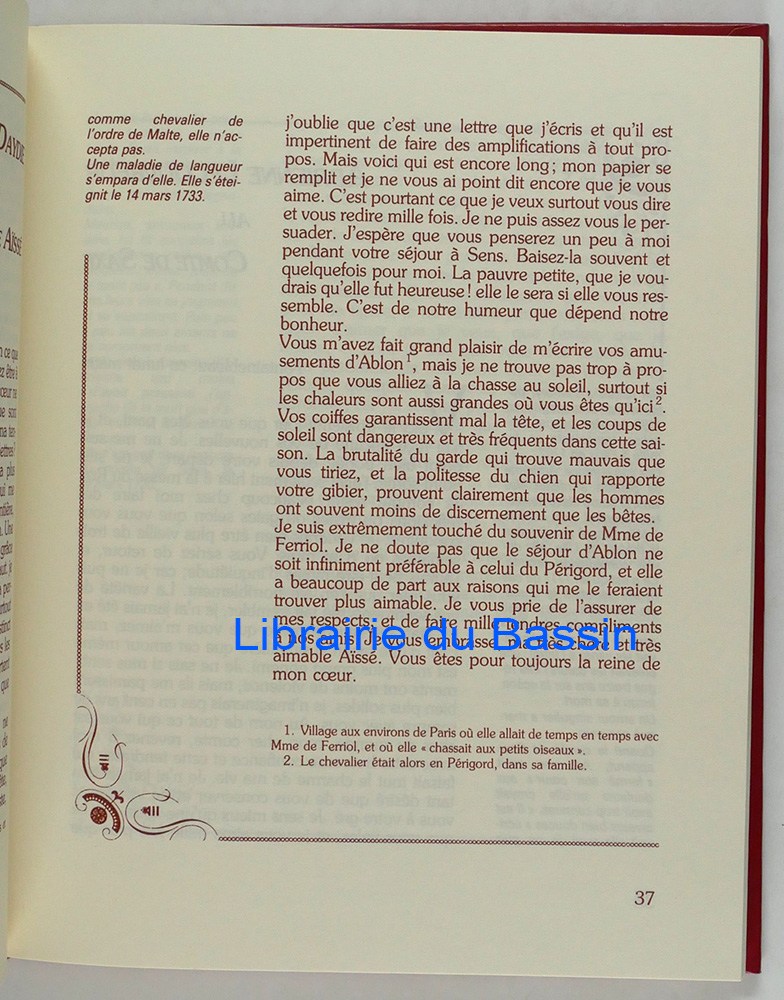 comme chevalier de
l'ordre de Malte, elle n'ac-
cepta pas.
Une maladie de langueur
s'empara d'elle. Elle s'étei-
gnit le 14 mars 1733.
j'oublie que c'est une lettre que j'écris et qu'il est
impertinent de faire des amplifications à tout pro-
pos. Mais voici qui est encore long ; mon papier se
remplit et je ne vous ai point dit encore que je vous
aime. C'est pourtant ce que je veux surtout vous dire
et vous redire mille fois. Je ne puis assez vous le per-
suader. J'espère que vous penserez un peu à moi
pendant votre séjour à Sens. Baisez-la souvent et
quelquefois pour moi. La pauvre petite, que je vou-
drais qu'elle fut heureuse ! elle le sera si elle vous res-
semble. C'est de notre humeur que dépend notre
bonheur.
Vous m'avez fait grand plaisir de m'écrire vos amu-
sements d'Ablon¹, mais je ne trouve pas trop à pro-
pos que vous alliez à la chasse au soleil, surtout si
les chaleurs sont aussi grandes où vous êtes qu'ici².
Vos coiffes garantissent mal la tête, et les coups de
soleil sont dangereux et très fréquents dans cette sai-
son. La brutalité du garde qui trouve mauvais que
vous tiriez, et la politesse du chien qui rapporte
votre gibier, prouvent clairement que les hommes
ont souvent moins de discernement que les bêtes.
Je suis extrêmement touché du souvenir de Mme de
Ferriol. Je ne doute pas que le séjour d'Ablon ne
soit infiniment préférable à celui du Périgord, et elle
a beaucoup de part aux raisons qui me le feraient
trouver plus aimable. Je vous prie de l'assurer de
mes respects, et de faire mille tendres compliments
à nos amis. Je vous embrasse, ma très chère et très
aimable Aïssé. Vous êtes pour toujours la reine de
mon cœur.
Librairie du Bassin
1. Village aux environs de Paris où elle allait de temps en temps avec
Mme de Ferriol, et où elle « chassait aux petits oiseaux ».
2. Le chevalier était alors en Périgord, dans sa famille.
37